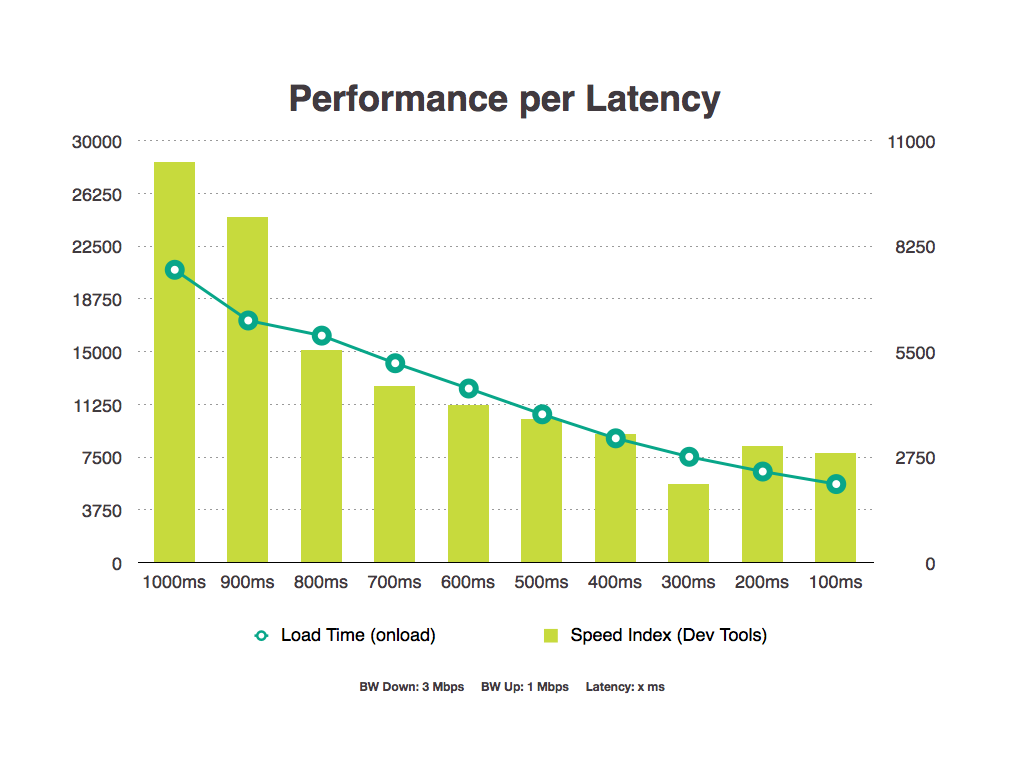 Performance per Latency
30000 11000
26250
22500 8250
18750
15000 5500
11250
7500 2750
3750
0 0
1000ms 900ms 800ms 700ms 600ms 500ms 400ms 300ms 200ms 100ms
Load Time (onload) Speed Index (Dev Tools)
BW Down: 3 Mbps BW Up: 1 Mbps Latency: x ms